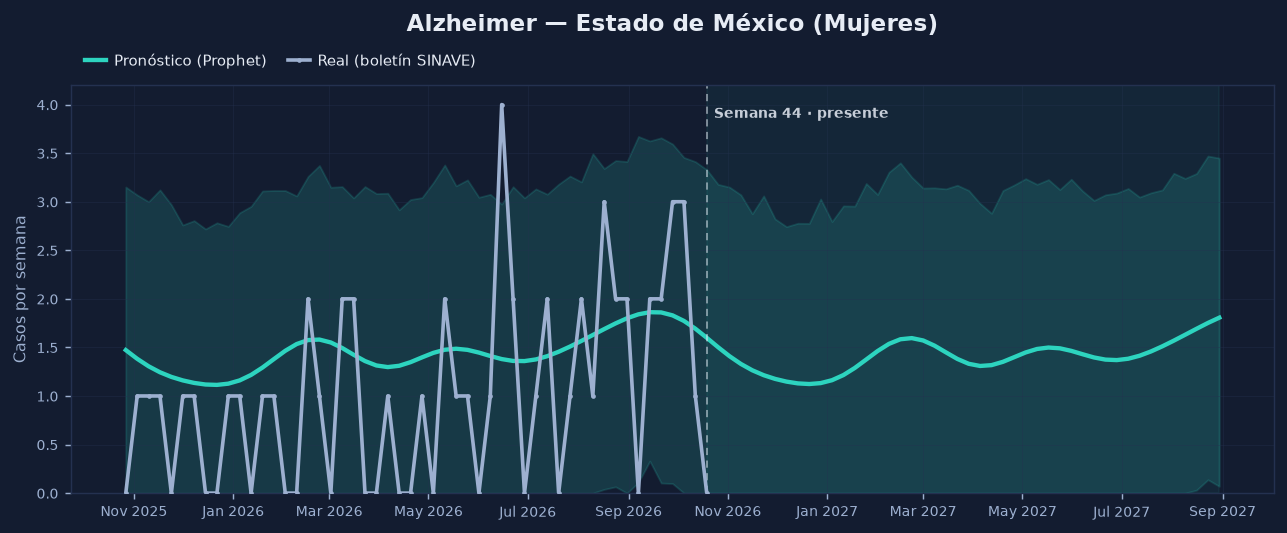 Alzheimer — Estado de México (Mujeres)
Pronóstico (Prophet) Real (boletín SINAVE)
Semana 44 · presente
Casos por semana
4.0
3.5
3.0
2.5
2.0
1.5
1.0
0.5
0.0
Nov 2025 Jan 2026 Mar 2026 May 2026 Jul 2026 Sep 2026 Nov 2026 Jan 2027 Mar 2027 May 2027 Jul 2027 Sep 2027